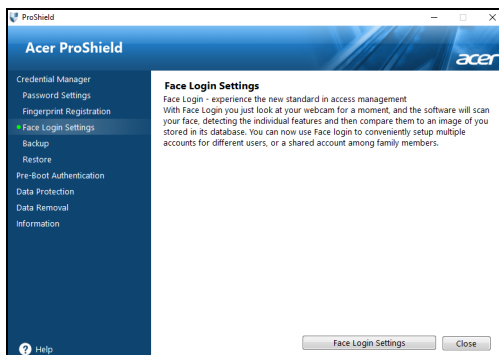 ProShield
Acer ProShield
acer
Credential Manager
Password Settings
Fingerprint Registration
Face Login Settings
Backup
Restore
Pre-Boot Authentication
Data Protection
Data Removal
Information
Help
Face Login Settings
Face Login - experience the new standard in access management
With Face Login you just look at your webcam for a moment, and the software will scan
your face, detecting the individual features and then compare them to an image of you
stored in its database. You can now use Face login to conveniently setup multiple
accounts for different users, or a shared account among family members.
Face Login Settings
Close